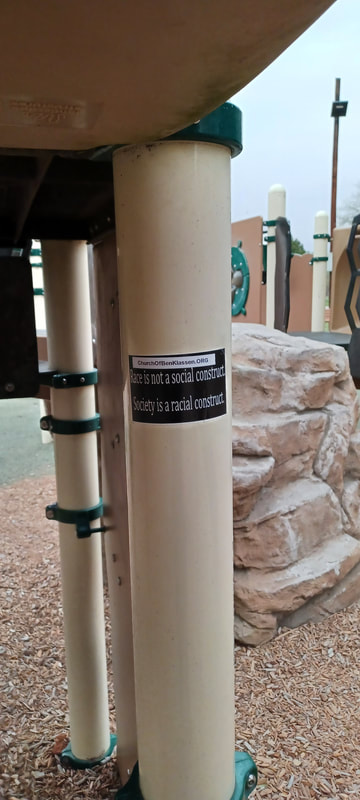 ChurchOfBenKlassen.ORG
Race is not a social construct.
Society is a racial construct.